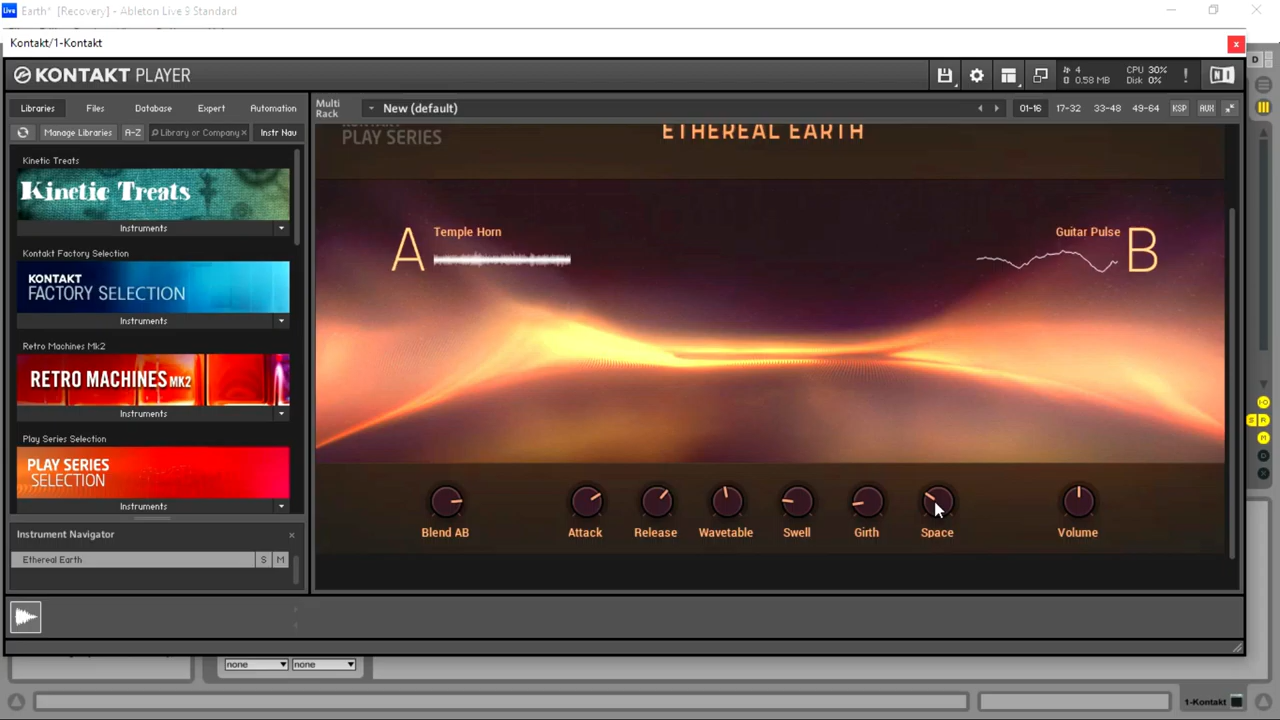 Live Earth* [Recovery] - Ableton Live 9 Standard
Kontakt/1-Kontakt x
KONTAKT PLAYER
4
0.58 MB
CPU 30%
Disk 0%
!
NI
Libraries Files Database Expert Automation
Multi
Rack
New (default)
01-16 17-32 33-48 49-64 KSP AUX
Manage Libraries A-Z Library or Company × Instr Nav
PLAY SERIES
ETHEREAL EARTH
D
Kinetic Treats
Kinetic Treats
Instruments
Kontakt Factory Selection
KONTAKT
FACTORY SELECTION
Instruments
Retro Machines Mk2
RETRO MACHINES MK2
Instruments
Play Series Selection
PLAY SERIES
SELECTION
Instruments
A
Temple Horn
Guitar Pulse
B
Blend AB
Attack
Release
Wavetable
Swell
Girth
Space
Volume
I-O
S R
M
D
X
Instrument Navigator ×
Ethereal Earth S M
none none
1-Kontakt